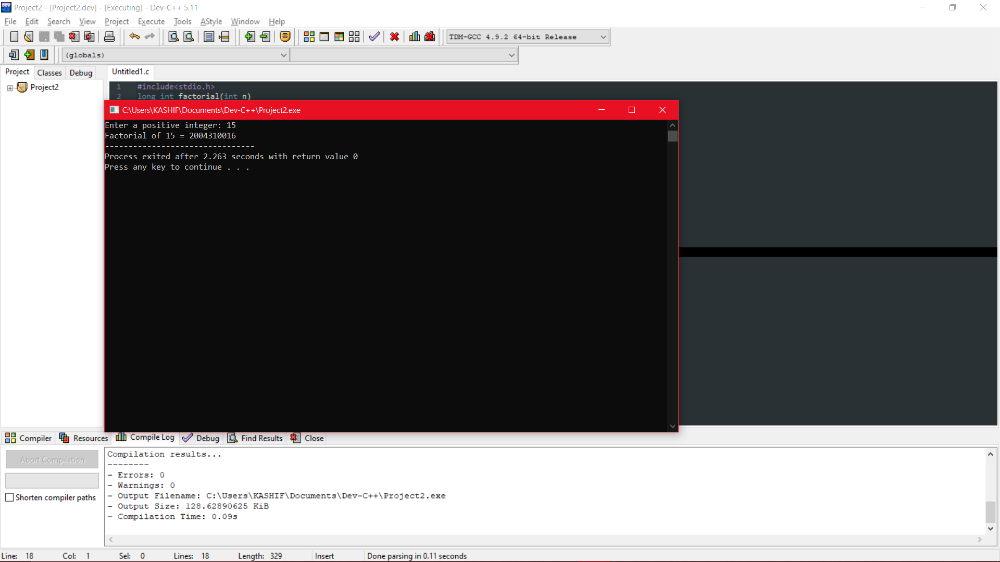 Project2 - [Project2.dev] - [Executing] - Dev-C++ 5.11
File Edit Search View Project Execute Tools AStyle Window Help
TDM-GCC 4.9.2 64-bit Release
(globals)
Project Classes Debug
Untitled1.c
Project2
1 #include<stdio.h>
2 long int factorial(int n)
C:\Users\KASHIF\Documents\Dev-C++\Project2.exe
Enter a positive integer: 15
Factorial of 15 = 2004310016
--------------------------------
Process exited after 2.263 seconds with return value 0
Press any key to continue . . .
Compiler Resources Compile Log Debug Find Results Close
Abort Compilation
Shorten compiler paths
Compilation results...
--------
- Errors: 0
- Warnings: 0
- Output Filename: C:\Users\KASHIF\Documents\Dev-C++\Project2.exe
- Output Size: 128.62890625 KiB
- Compilation Time: 0.09s
Line: 18 Col: 1 Sel: 0 Lines: 18 Length: 329 Insert Done parsing in 0.11 seconds